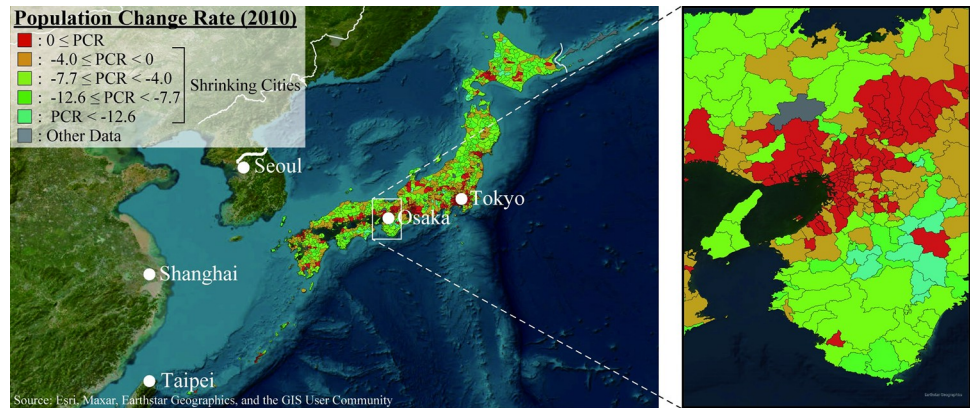 Population Change Rate (2010)
: 0 ≤ PCR
: -4.0 ≤ PCR < 0
: -7.7 ≤ PCR < -4.0
: -12.6 ≤ PCR < -7.7
: PCR < -12.6
: Other Data
Shrinking Cities
Seoul
Tokyo
Osaka
Shanghai
Taipei
Source: Esri, Maxar, Earthstar Geographics, and the GIS User Community
Earthstar Geographics